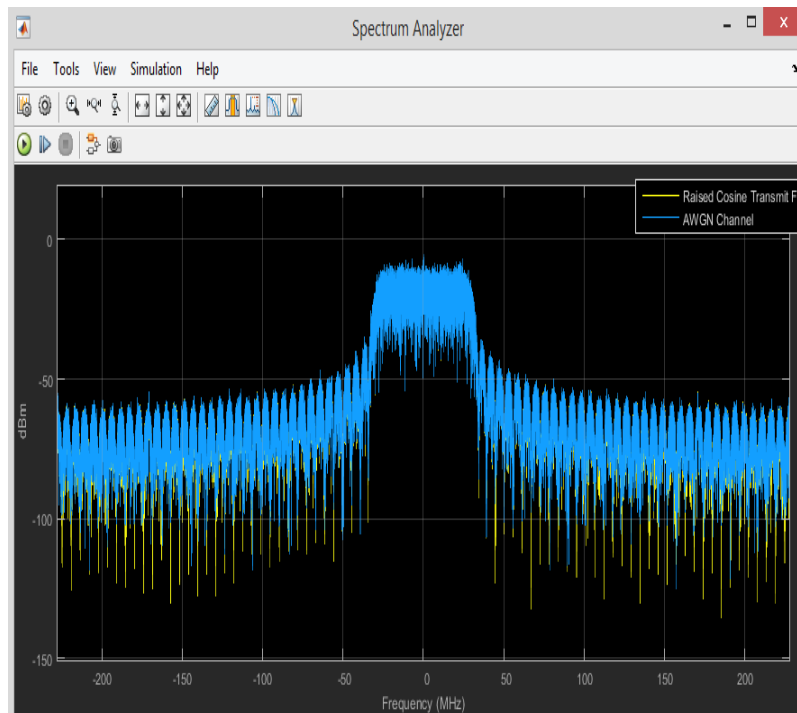 Spectrum Analyzer
File Tools View Simulation Help
Raised Cosine Transmit F
AWGN Channel
0
-50
-100
-150
dBm
-200 -150 -100 -50 0 50 100 150 200
Frequency (MHz)